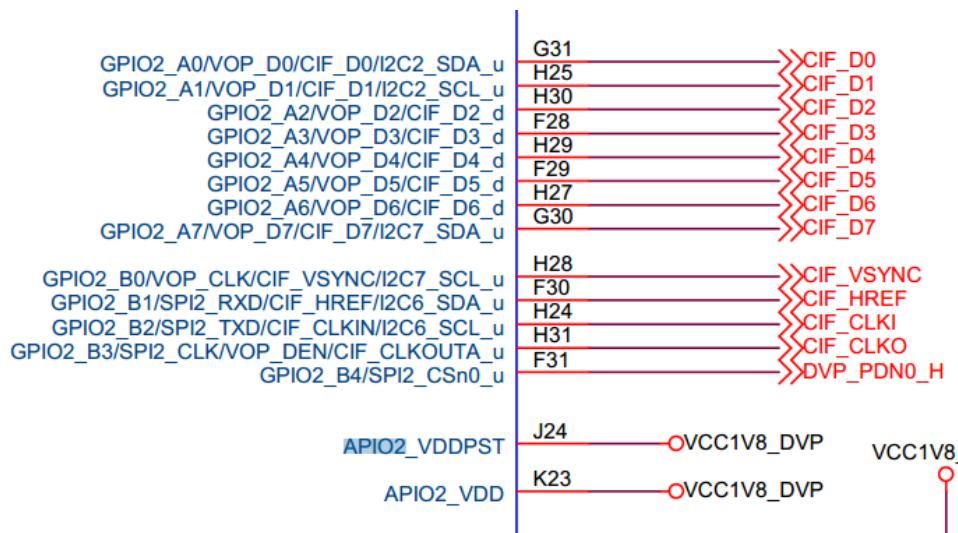 GPIO2_A0/VOP_D0/CIF_D0/I2C2_SDA_u G31 CIF_D0
GPIO2_A1/VOP_D1/CIF_D1/I2C2_SCL_u H25 CIF_D1
GPIO2_A2/VOP_D2/CIF_D2_d H30 CIF_D2
GPIO2_A3/VOP_D3/CIF_D3_d F28 CIF_D3
GPIO2_A4/VOP_D4/CIF_D4_d H29 CIF_D4
GPIO2_A5/VOP_D5/CIF_D5_d F29 CIF_D5
GPIO2_A6/VOP_D6/CIF_D6_d H27 CIF_D6
GPIO2_A7/VOP_D7/CIF_D7/I2C7_SDA_u G30 CIF_D7
GPIO2_B0/VOP_CLK/CIF_VSYNC/I2C7_SCL_u H28 CIF_VSYNC
GPIO2_B1/SPI2_RXD/CIF_HREF/I2C6_SDA_u F30 CIF_HREF
GPIO2_B2/SPI2_TXD/CIF_CLKIN/I2C6_SCL_u H24 CIF_CLKI
GPIO2_B3/SPI2_CLK/VOP_DEN/CIF_CLKOUTA_u H31 CIF_CLKO
GPIO2_B4/SPI2_CSn0_u F31 DVP_PDN0_H
APIO2_VDDPST J24 VCC1V8_DVP VCC1V8_
APIO2_VDD K23 VCC1V8_DVP